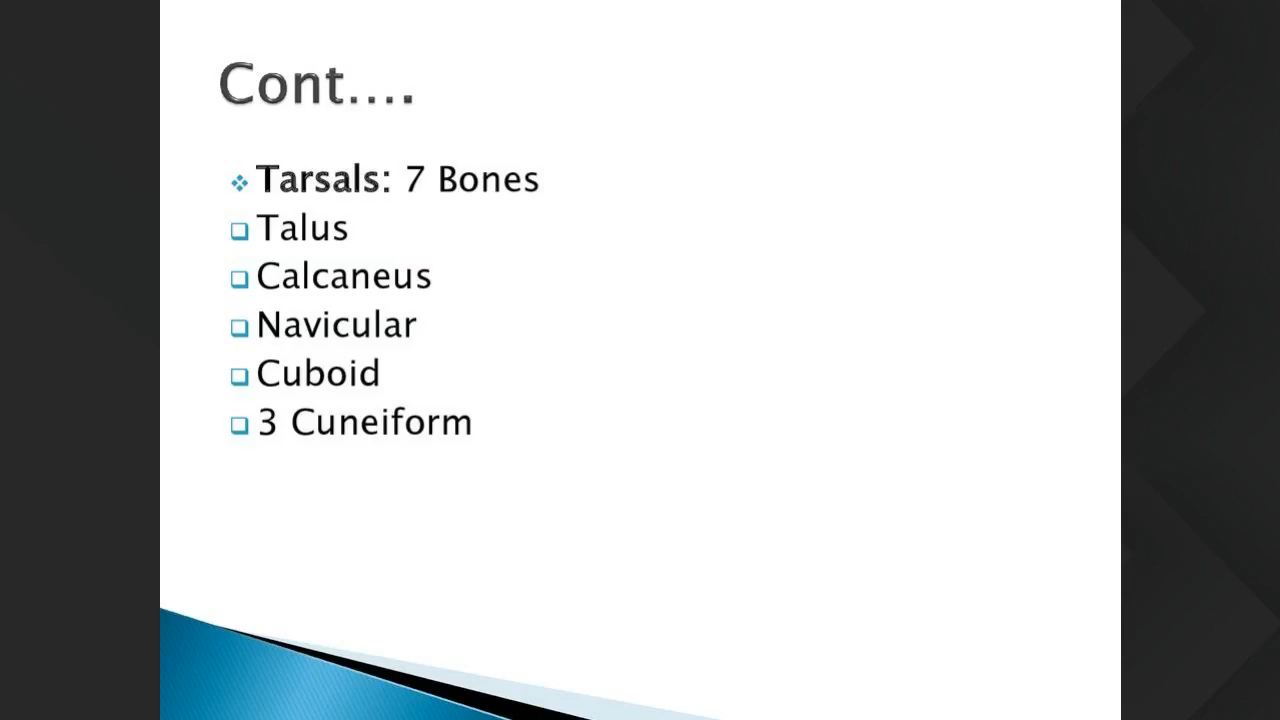 Cont....
Tarsals: 7 Bones
Talus
Calcaneus
Navicular
Cuboid
3 Cuneiform